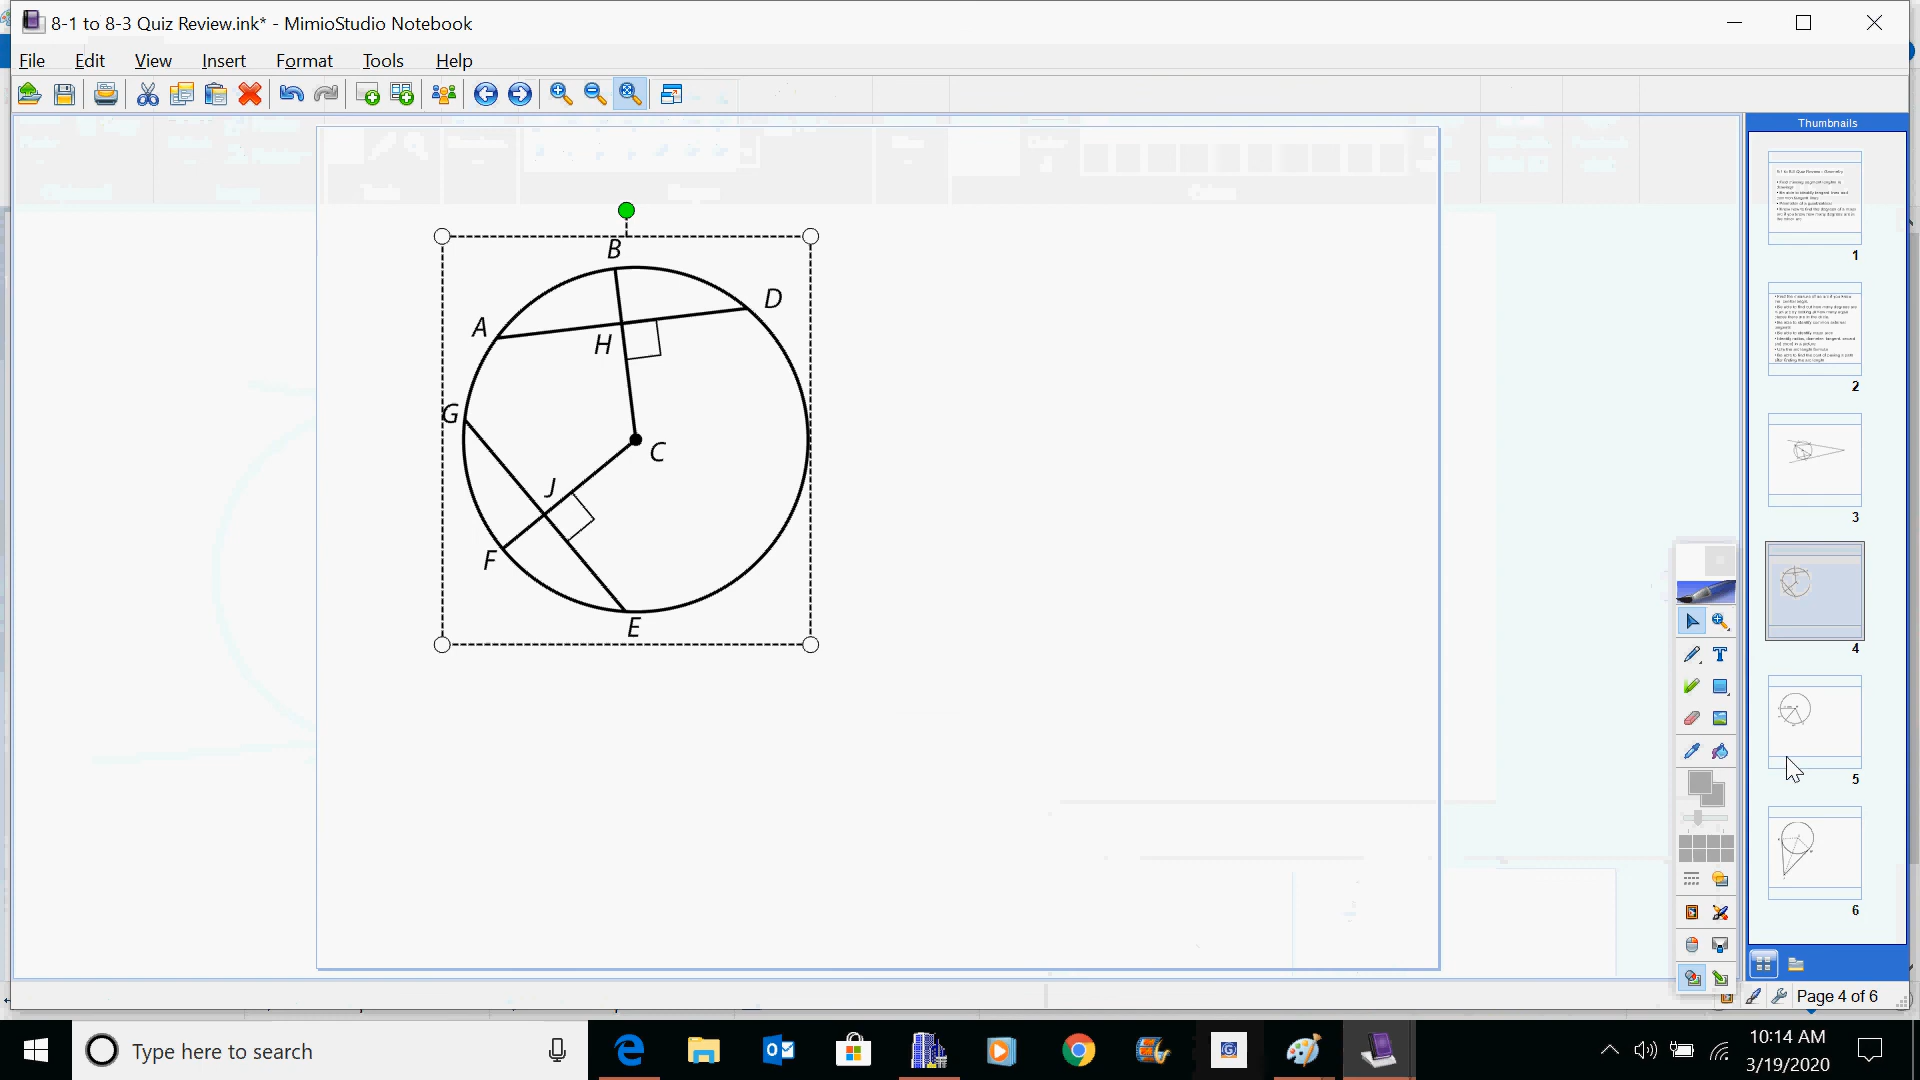 8-1 to 8-3 Quiz Review.ink* - MimioStudio Notebook
File Edit View Insert Format Tools Help
Thumbnails
B
D
A
H
G
C
J
F
E
1
2
3
4
5
6
Page 4 of 6
Type here to search
10:14 AM
3/19/2020